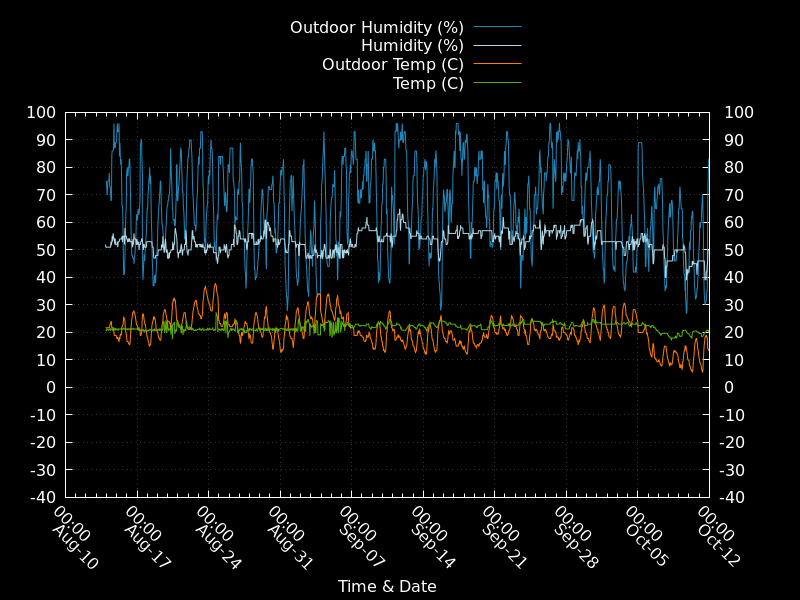 Outdoor Humidity (%)
Humidity (%)
Outdoor Temp (C)
Temp (C)
100 100
90 90
80 80
70 70
60 60
50 50
40 40
30 30
20 20
10 10
0 0
-10 -10
-20 -20
-30 -30
-40 -40
00:00 00:00 00:00 00:00 00:00 00:00 00:00 00:00 00:00 00:00
Aug-10 Aug-17 Aug-24 Aug-31 Sep-07 Sep-14 Sep-21 Sep-28 Oct-05 Oct-12
Time & Date